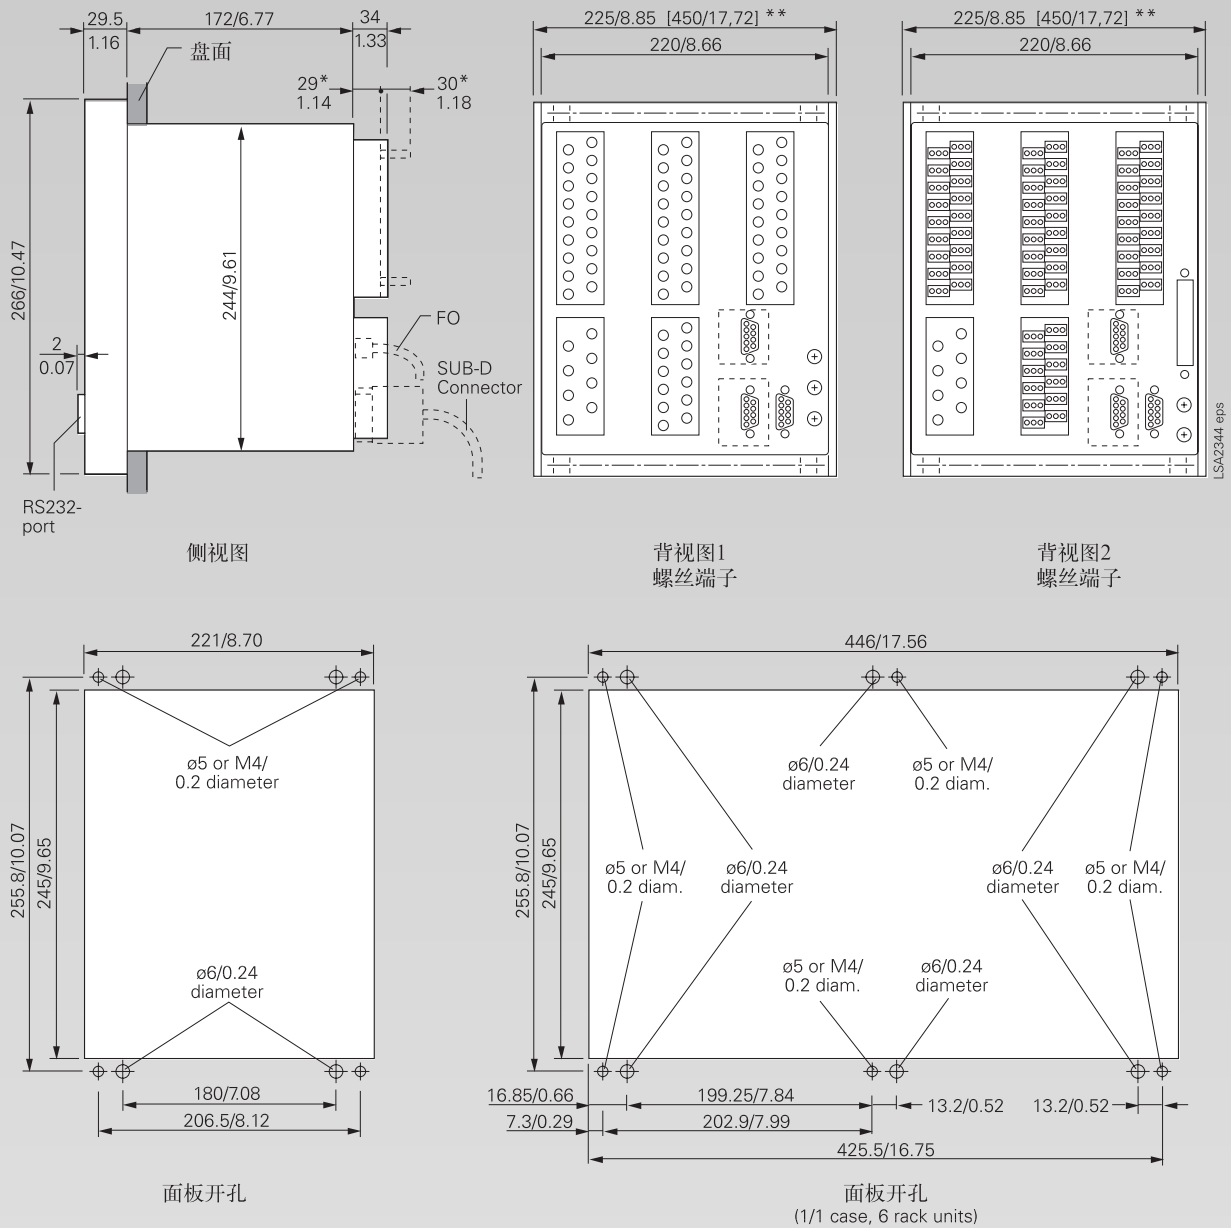 29.5
1.16
172/6.77
34
1.33
盘面
29*
1.14
30*
1.18
266/10.47
244/9.61
2
0.07
FO
SUB-D
Connector
RS232-
port
侧视图
225/8.85 [450/17,72] **
220/8.66
背视图1
螺丝端子
225/8.85 [450/17,72] **
220/8.66
LSA2344 eps
背视图2
螺丝端子
221/8.70
ø5 or M4/
0.2 diameter
255.8/10.07
245/9.65
ø6/0.24
diameter
180/7.08
206.5/8.12
面板开孔
446/17.56
ø6/0.24
diameter
ø5 or M4/
0.2 diam.
255.8/10.07
245/9.65
ø5 or M4/
0.2 diam.
ø6/0.24
diameter
ø6/0.24
diameter
ø5 or M4/
0.2 diam.
ø5 or M4/
0.2 diam.
ø6/0.24
diameter
16.85/0.66
199.25/7.84
13.2/0.52
13.2/0.52
7.3/0.29
202.9/7.99
425.5/16.75
面板开孔
(1/1 case, 6 rack units)